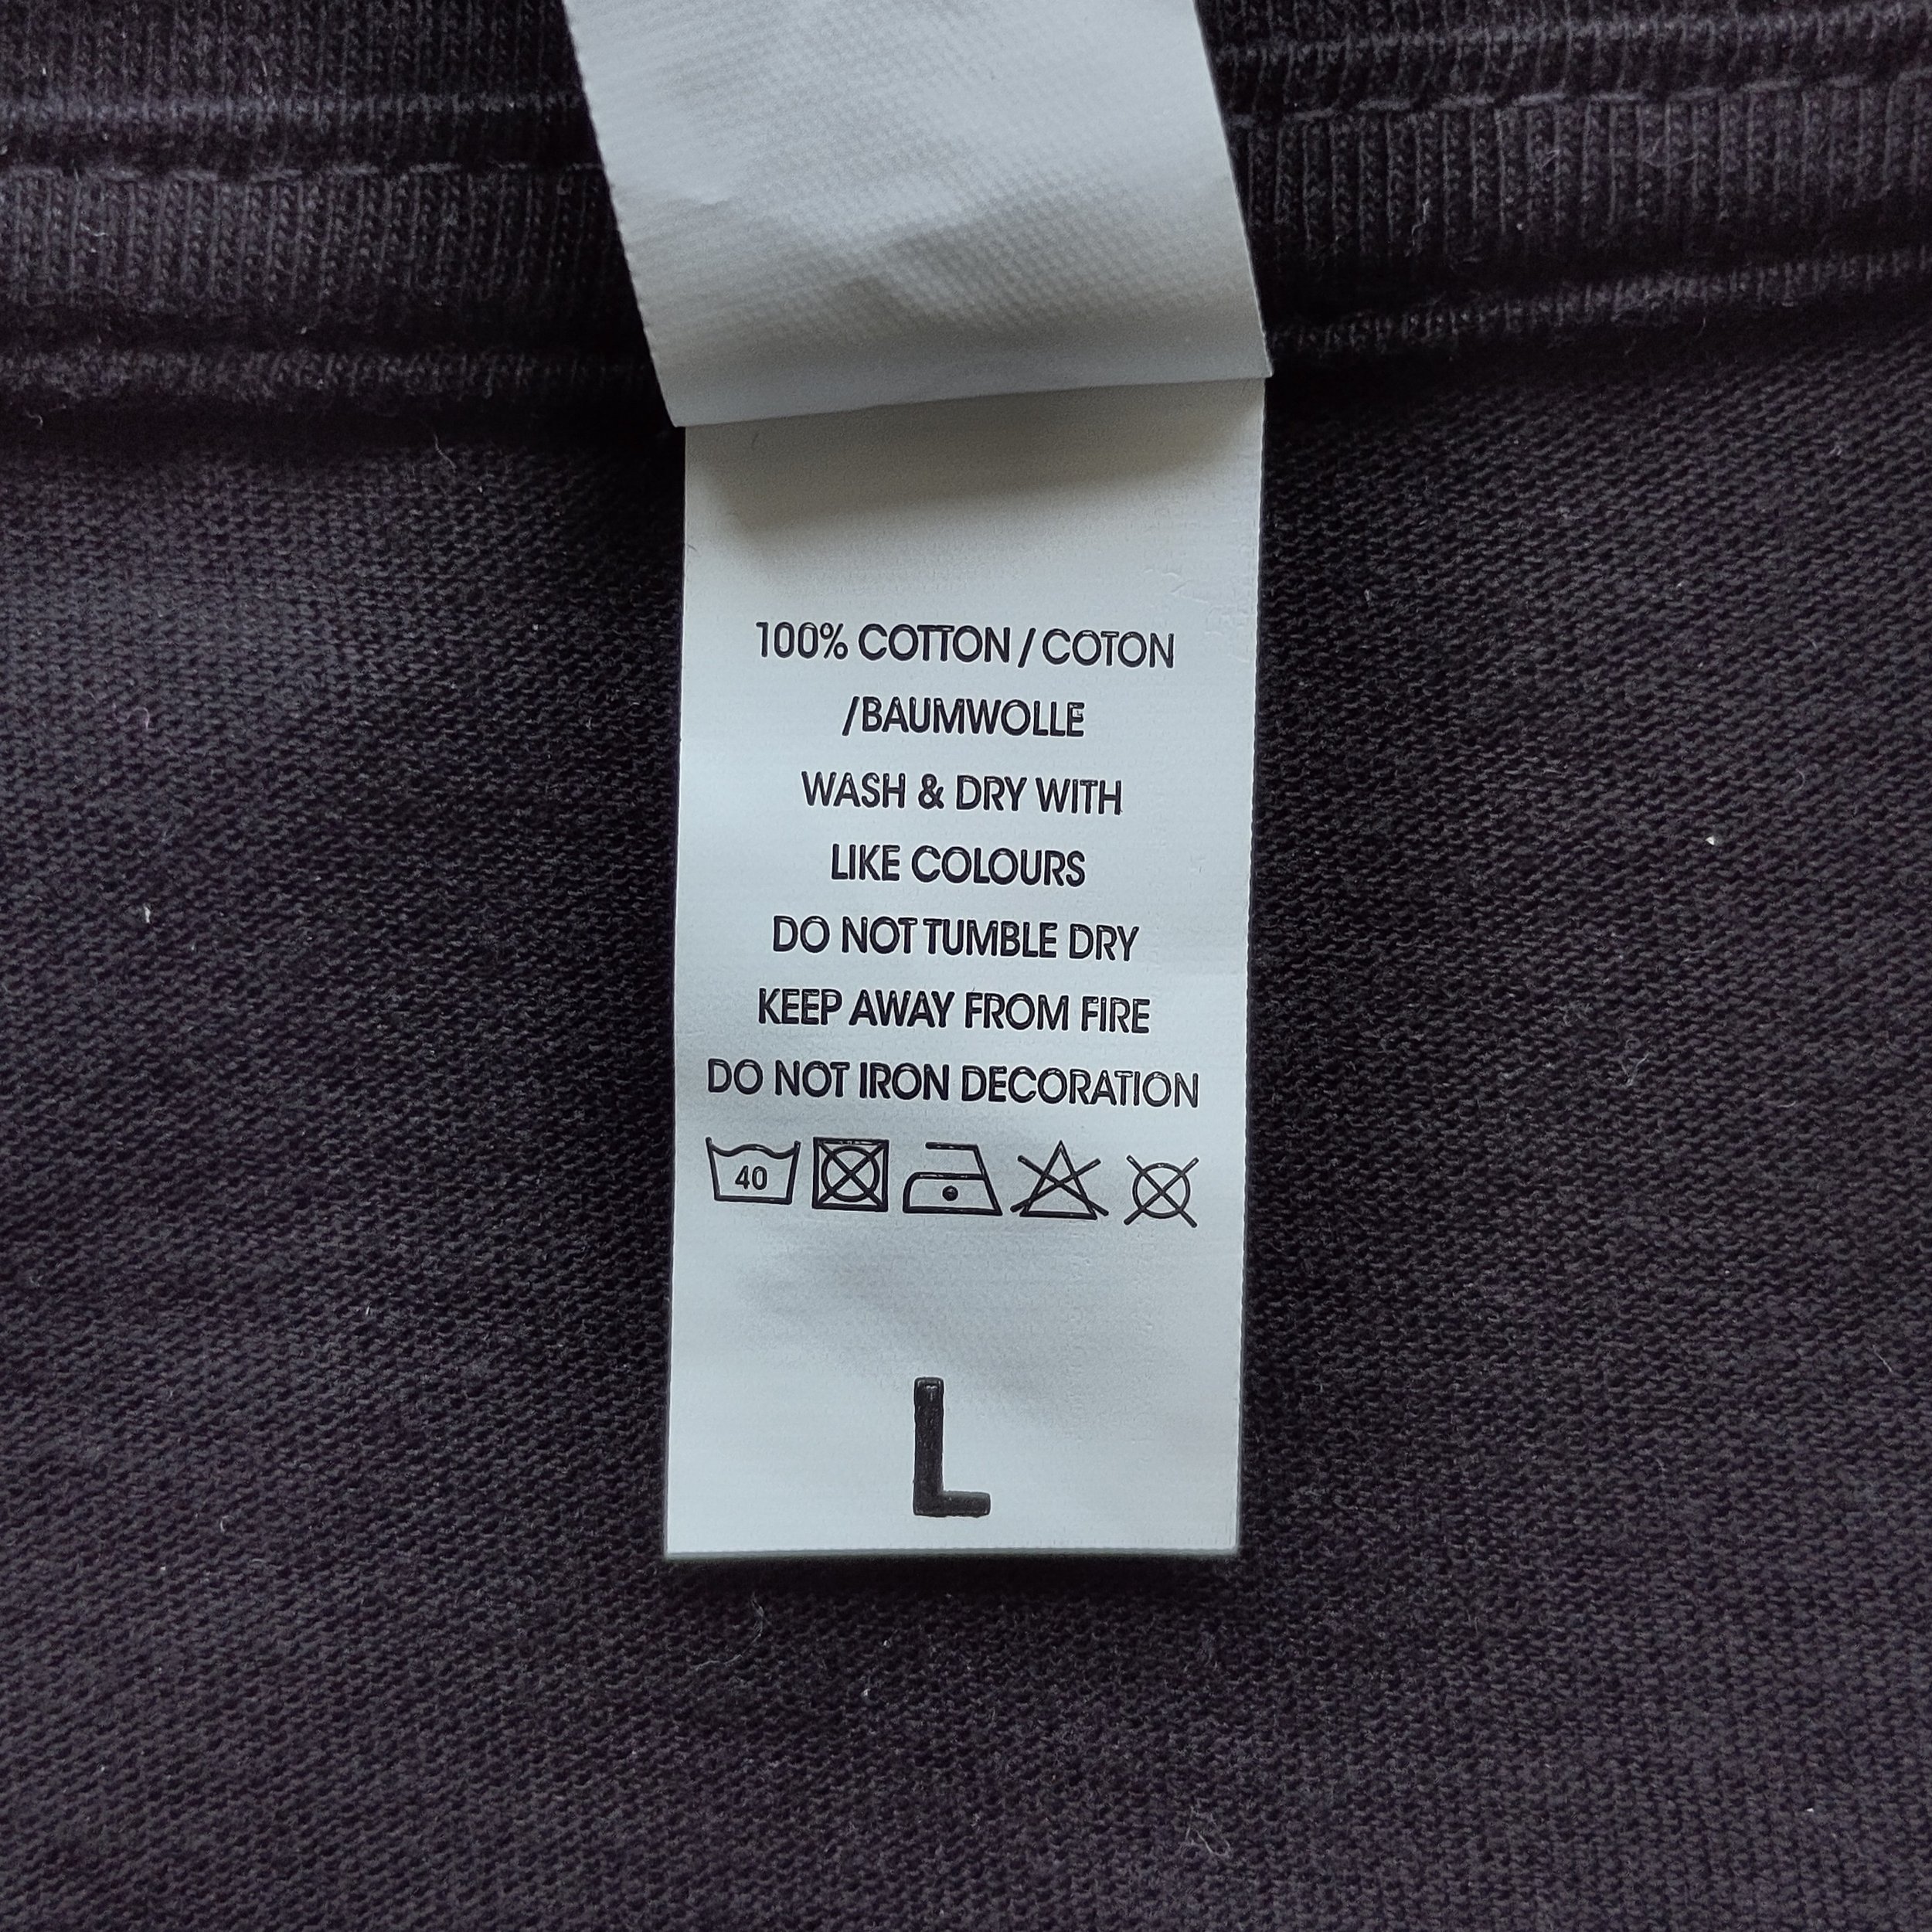 100% COTTON / COTON
/BAUMWOLLE
WASH & DRY WITH
LIKE COLOURS
DO NOT TUMBLE DRY
KEEP AWAY FROM FIRE
DO NOT IRON DECORATION
40
L